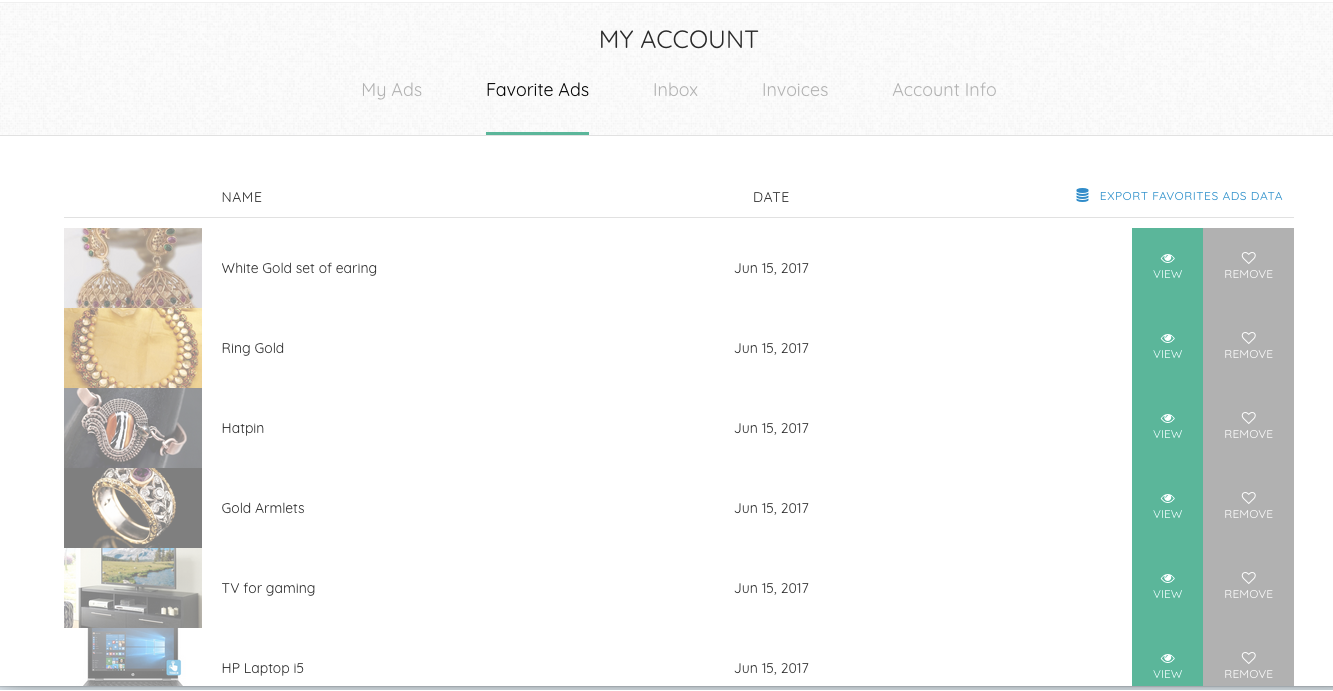 MY ACCOUNT
My Ads Favorite Ads Inbox Invoices Account Info
NAME DATE EXPORT FAVORITES ADS DATA
White Gold set of earing Jun 15, 2017 VIEW REMOVE
Ring Gold Jun 15, 2017 VIEW REMOVE
Hatpin Jun 15, 2017 VIEW REMOVE
Gold Armlets Jun 15, 2017 VIEW REMOVE
TV for gaming Jun 15, 2017 VIEW REMOVE
HP Laptop i5 Jun 15, 2017 VIEW REMOVE